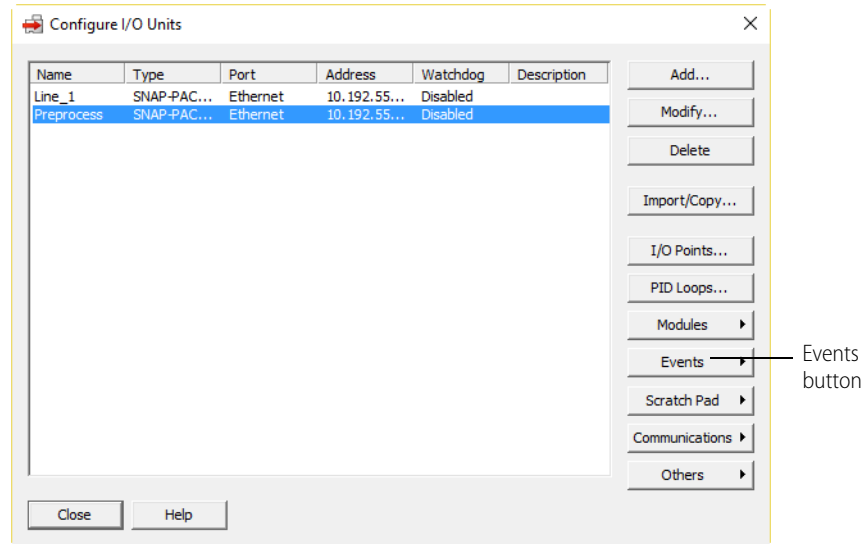 Configure I/O Units
Name Type Port Address Watchdog Description
Line_1 SNAP-PAC... Ethernet 10.192.55... Disabled
Preprocess SNAP-PAC... Ethernet 10.192.55... Disabled
Add...
Modify...
Delete
Import/Copy...
I/O Points...
PID Loops...
Modules
Events
Scratch Pad
Communications
Others
Events
button
Close
Help